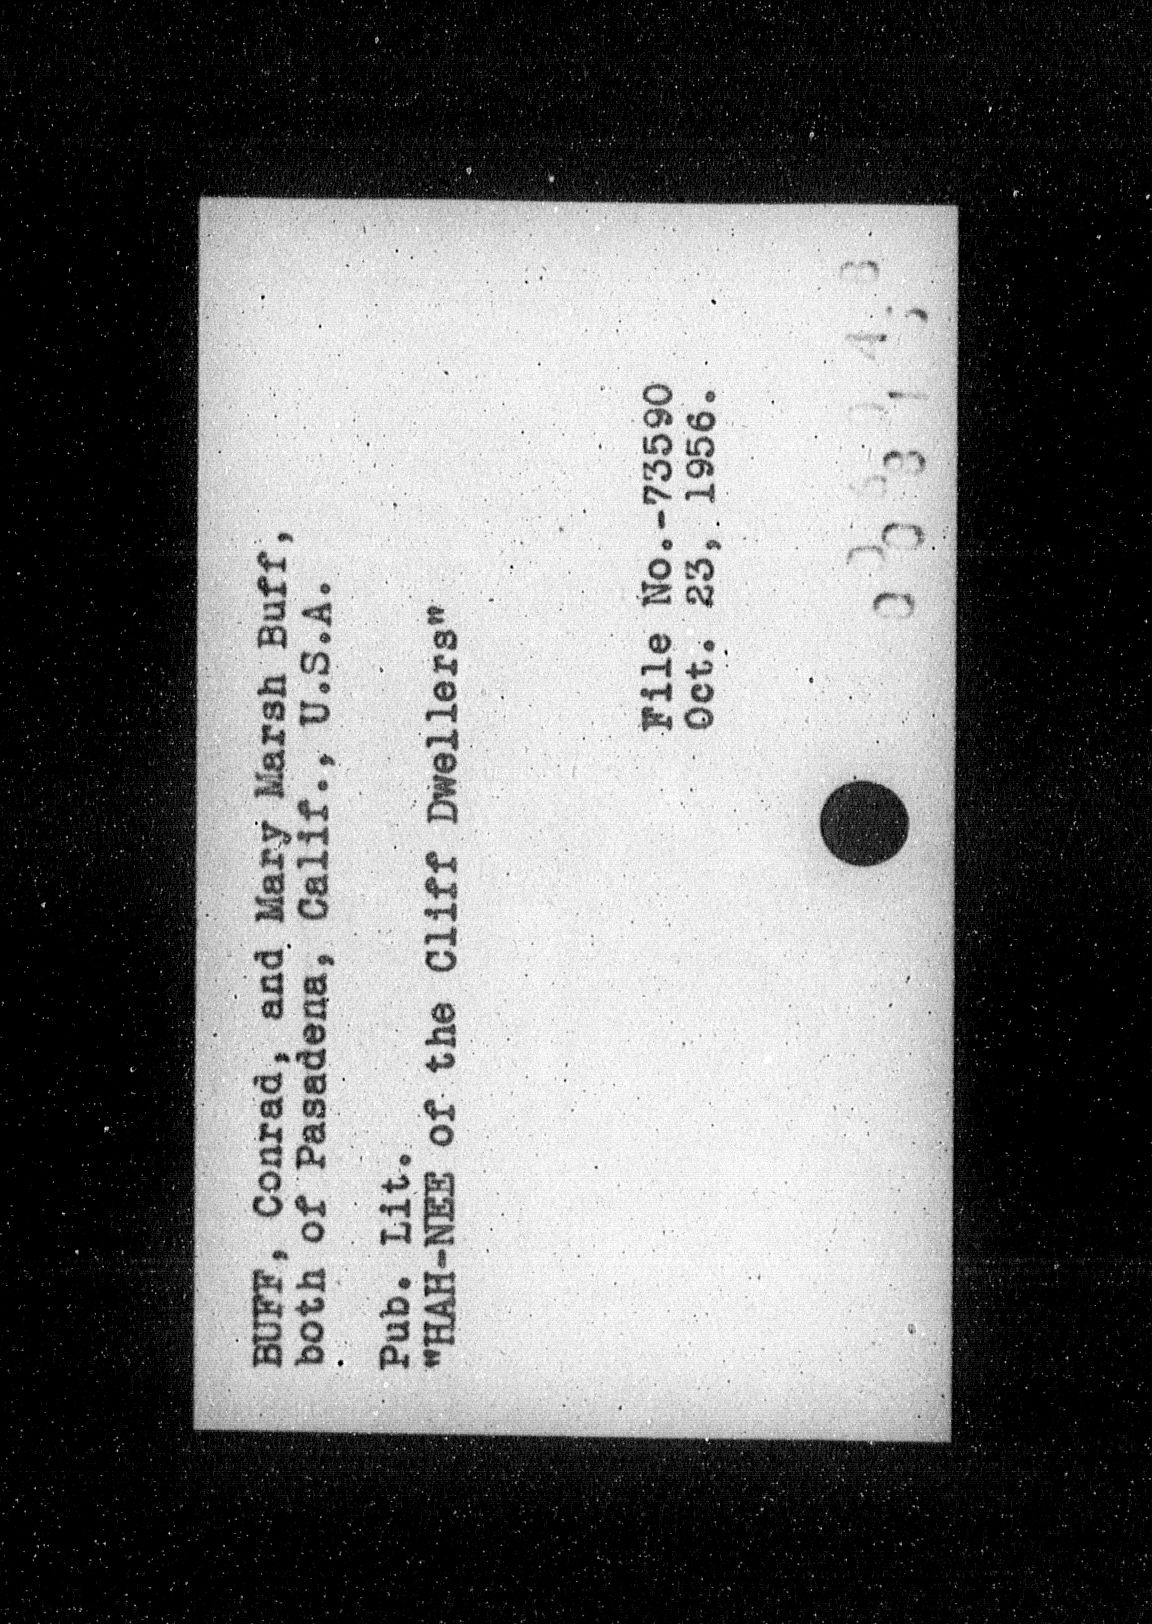 BUFF, Conrad, and Mary Marsh Buff,
both of Pasadena, Calif., U.S.A.
Pub. Lit.
"HAH-NEE of the Cliff Dwellers"
File No.-73590
Oct. 23, 1956.